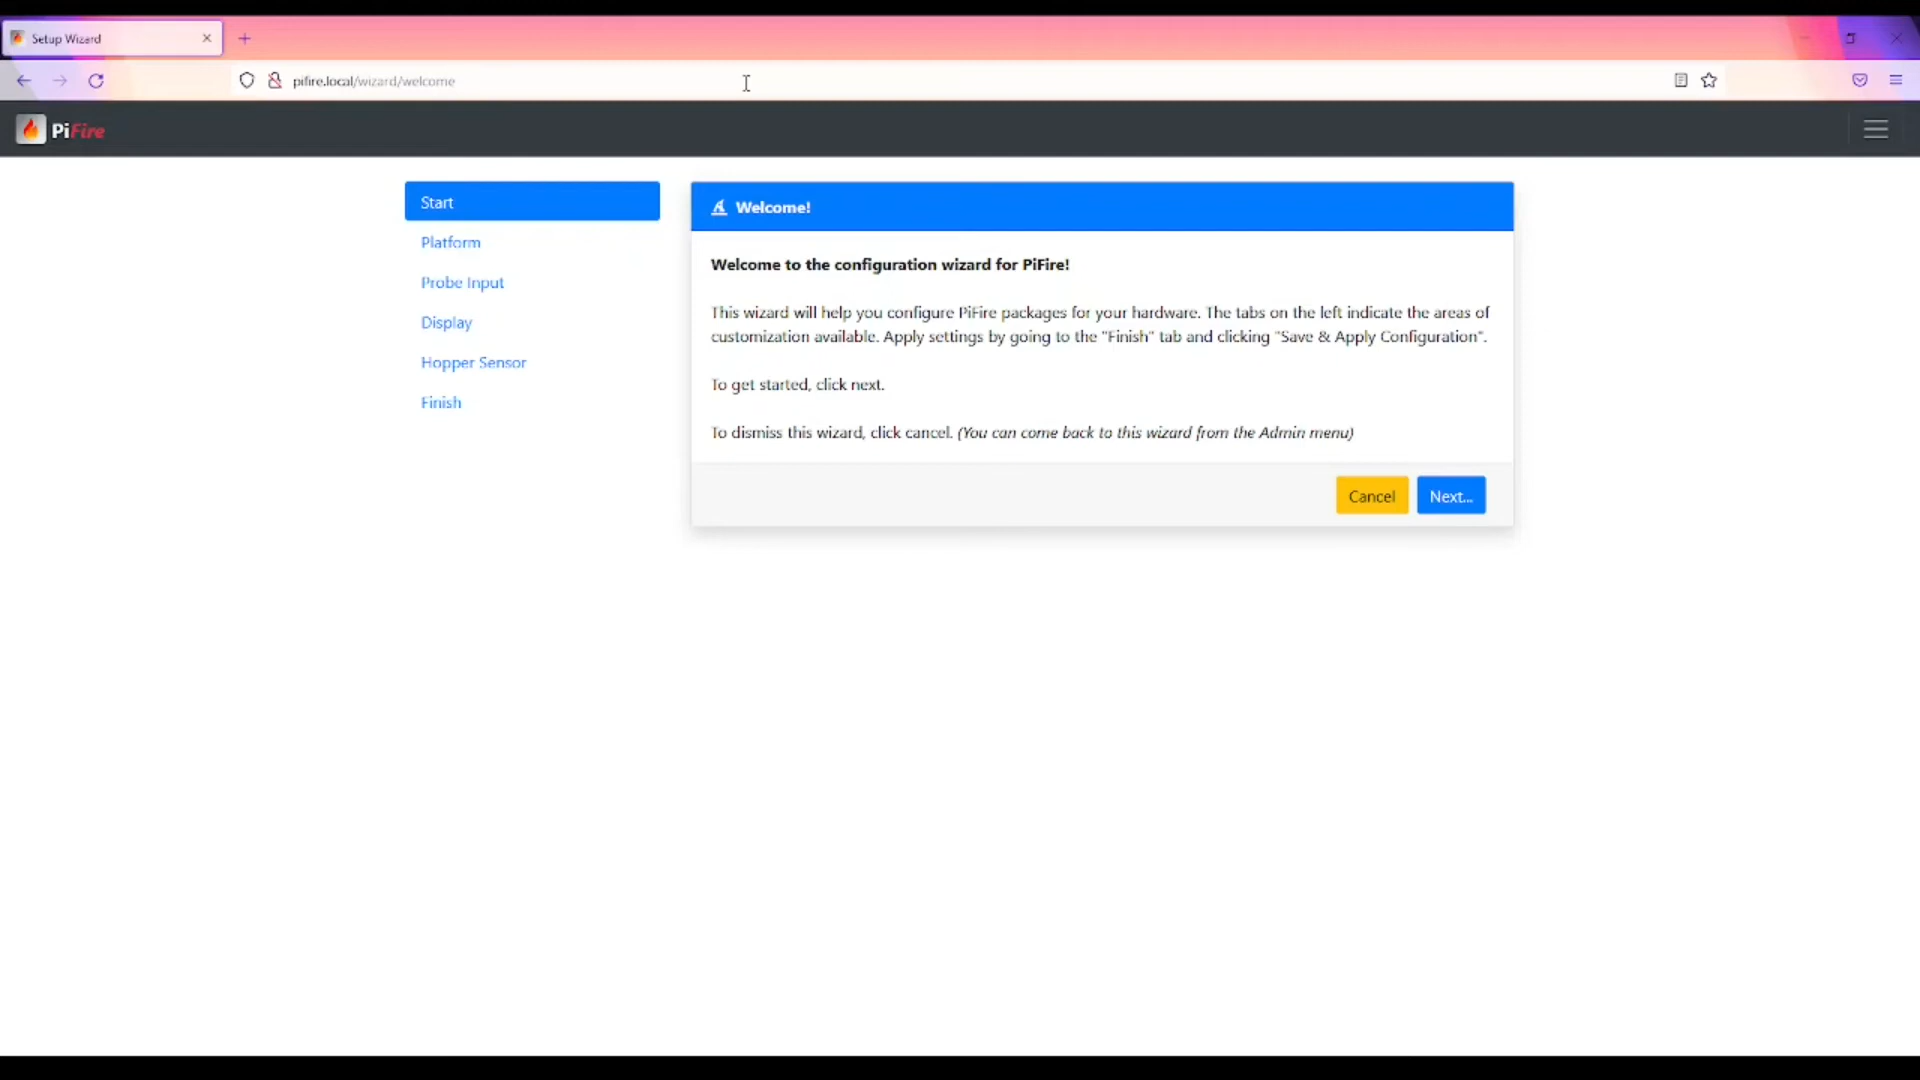 Setup Wizard
pifire.local/wizard/welcome
PiFire
Start
Platform
Probe Input
Display
Hopper Sensor
Finish
Welcome!
Welcome to the configuration wizard for PiFire!
This wizard will help you configure PiFire packages for your hardware. The tabs on the left indicate the areas of
customization available. Apply settings by going to the "Finish" tab and clicking "Save & Apply Configuration".
To get started, click next.
To dismiss this wizard, click cancel. (You can come back to this wizard from the Admin menu)
Cancel
Next...